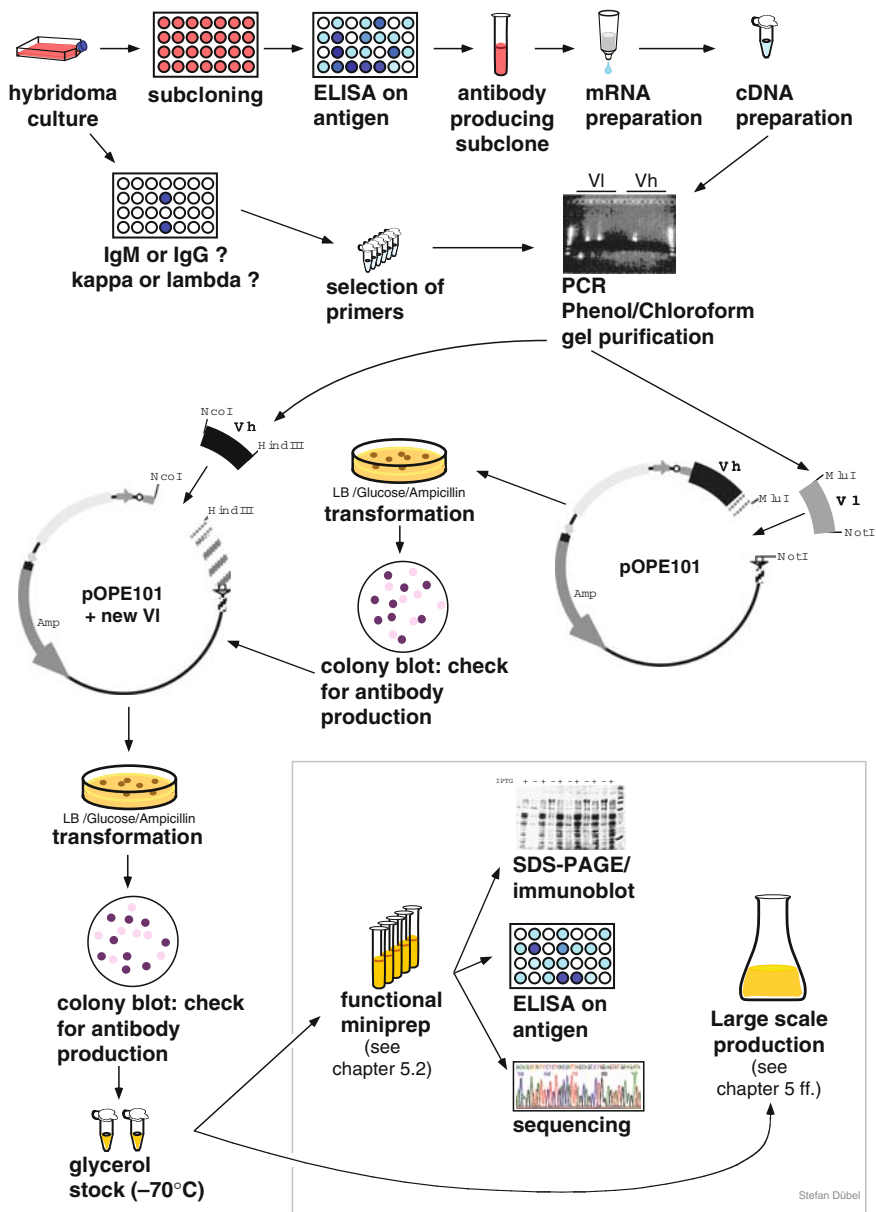 hybridoma
culture
subcloning
ELISA on
antigen
antibody
producing
subclone
mRNA
preparation
cDNA
preparation
IgM or IgG ?
kappa or lambda ?
selection of
primers
Vl
Vh
PCR
Phenol/Chloroform
gel purification
NcoI
Vh
HindIII
NcoI
HindIII
pOPE101
+ new Vl
Amp
LB /Glucose/Ampicillin
transformation
colony blot: check
for antibody
production
Vh
MluI
MluI
Vl
NotI
NotI
pOPE101
Amp
LB /Glucose/Ampicillin
transformation
colony blot: check
for antibody
production
glycerol
stock (–70°C)
functional
miniprep
(see
chapter 5.2)
IPTG + - + - + - + - + - +
SDS-PAGE/
immunoblot
ELISA on
antigen
sequencing
Large scale
production
(see
chapter 5 ff.)
Stefan Dübel